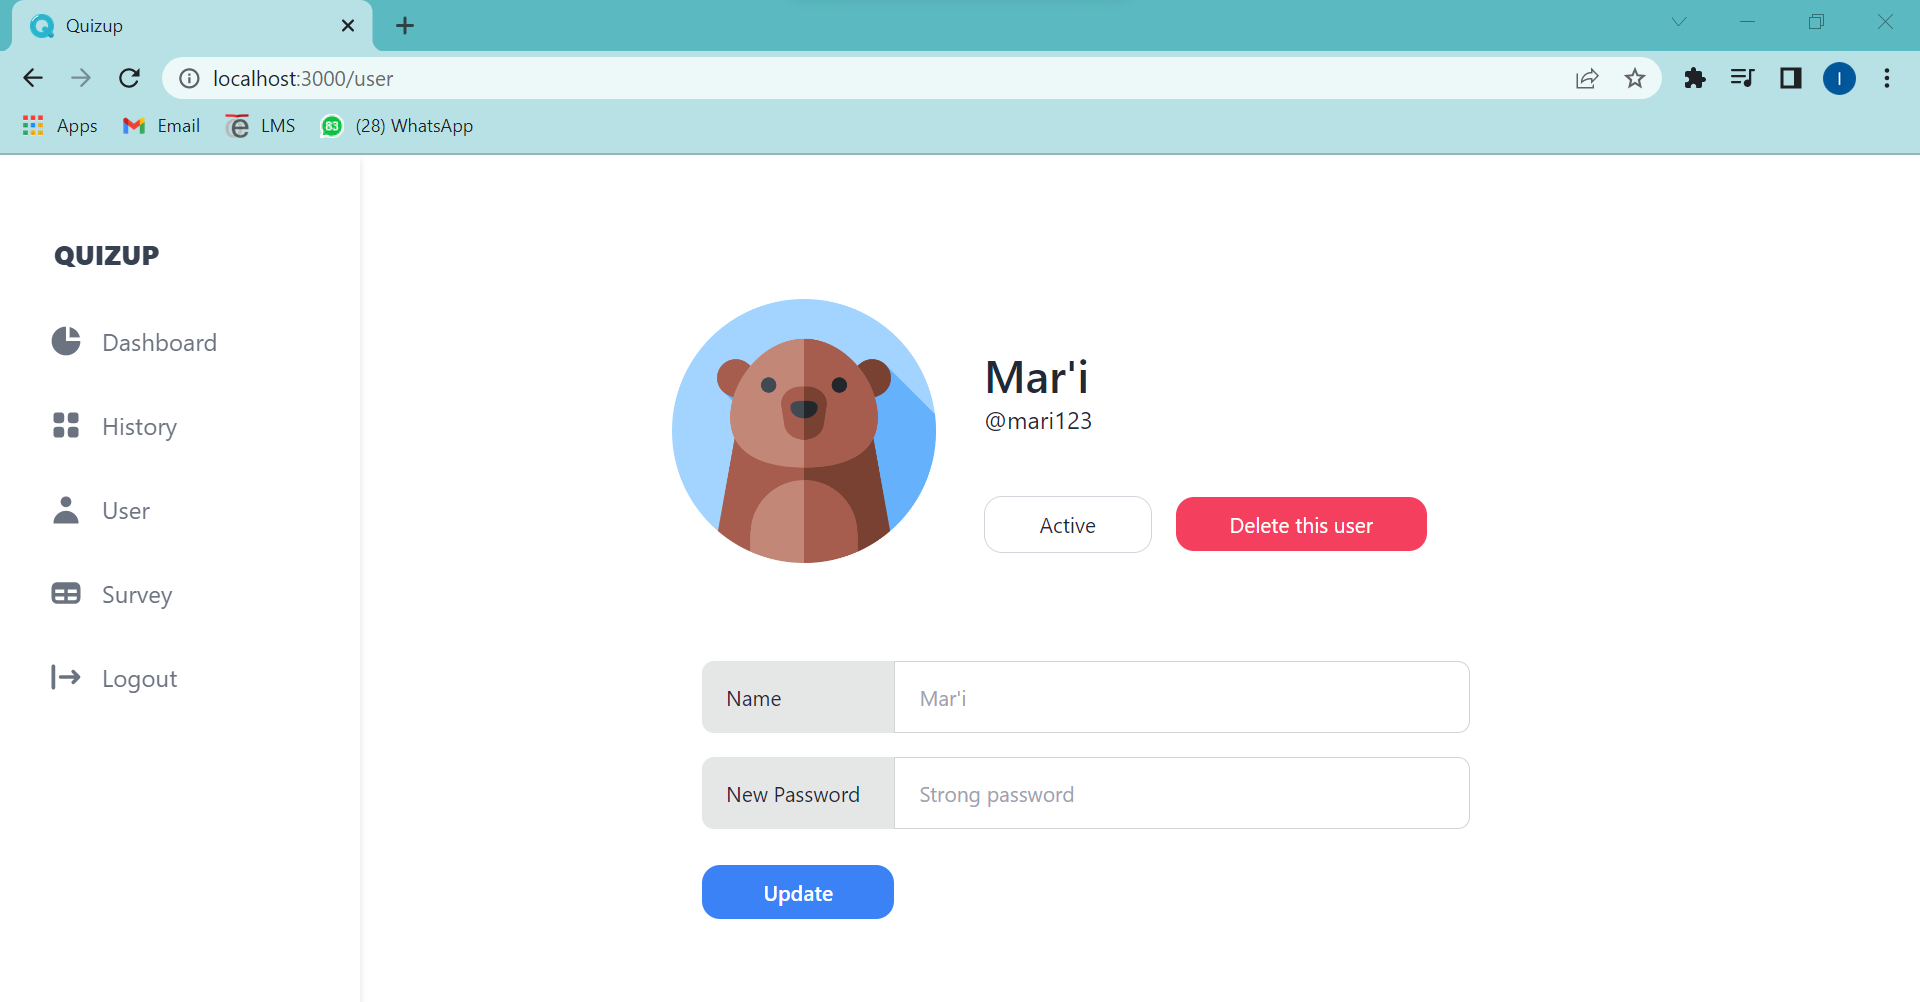 Quizup
localhost:3000/user
I
Apps
Email
LMS
83
(28) WhatsApp
QUIZUP
Dashboard
History
User
Survey
Logout
Mar'i
@mari123
Active
Delete this user
Name
Mar'i
New Password
Strong password
Update